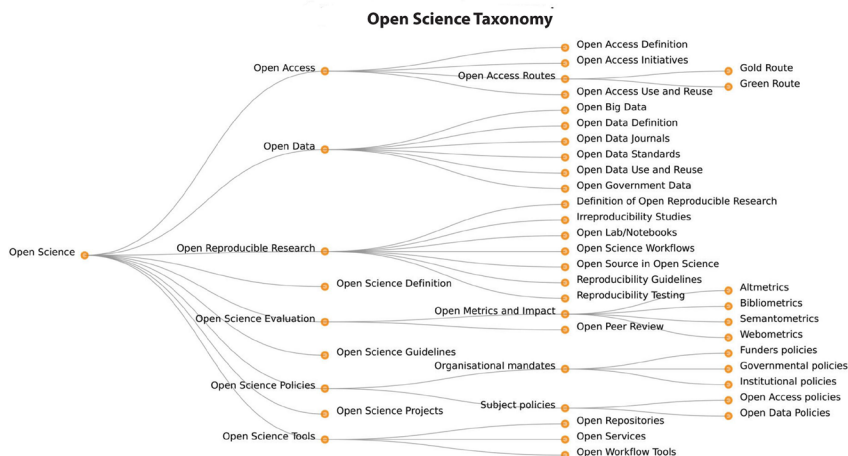 Open Science Taxonomy
Open Science
Open Access
Open Access Definition
Open Access Initiatives
Open Access Routes
Gold Route
Green Route
Open Access Use and Reuse
Open Data
Open Big Data
Open Data Definition
Open Data Journals
Open Data Standards
Open Data Use and Reuse
Open Government Data
Open Reproducible Research
Definition of Open Reproducible Research
Irreproducibility Studies
Open Lab/Notebooks
Open Science Workflows
Open Source in Open Science
Reproducibility Guidelines
Reproducibility Testing
Open Science Definition
Open Science Evaluation
Open Metrics and Impact
Altmetrics
Bibliometrics
Semantometrics
Webometrics
Open Peer Review
Open Science Guidelines
Open Science Policies
Organisational mandates
Funders policies
Governmental policies
Institutional policies
Subject policies
Open Access policies
Open Data Policies
Open Science Projects
Open Science Tools
Open Repositories
Open Services
Open Workflow Tools